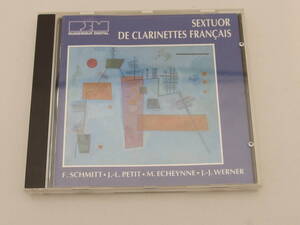 SEXTUOR
DE CLARINETTES FRANÇAIS
F. SCHMITT • J.-L. PETIT • M. ECHEYNNE • J.-J. WERNER